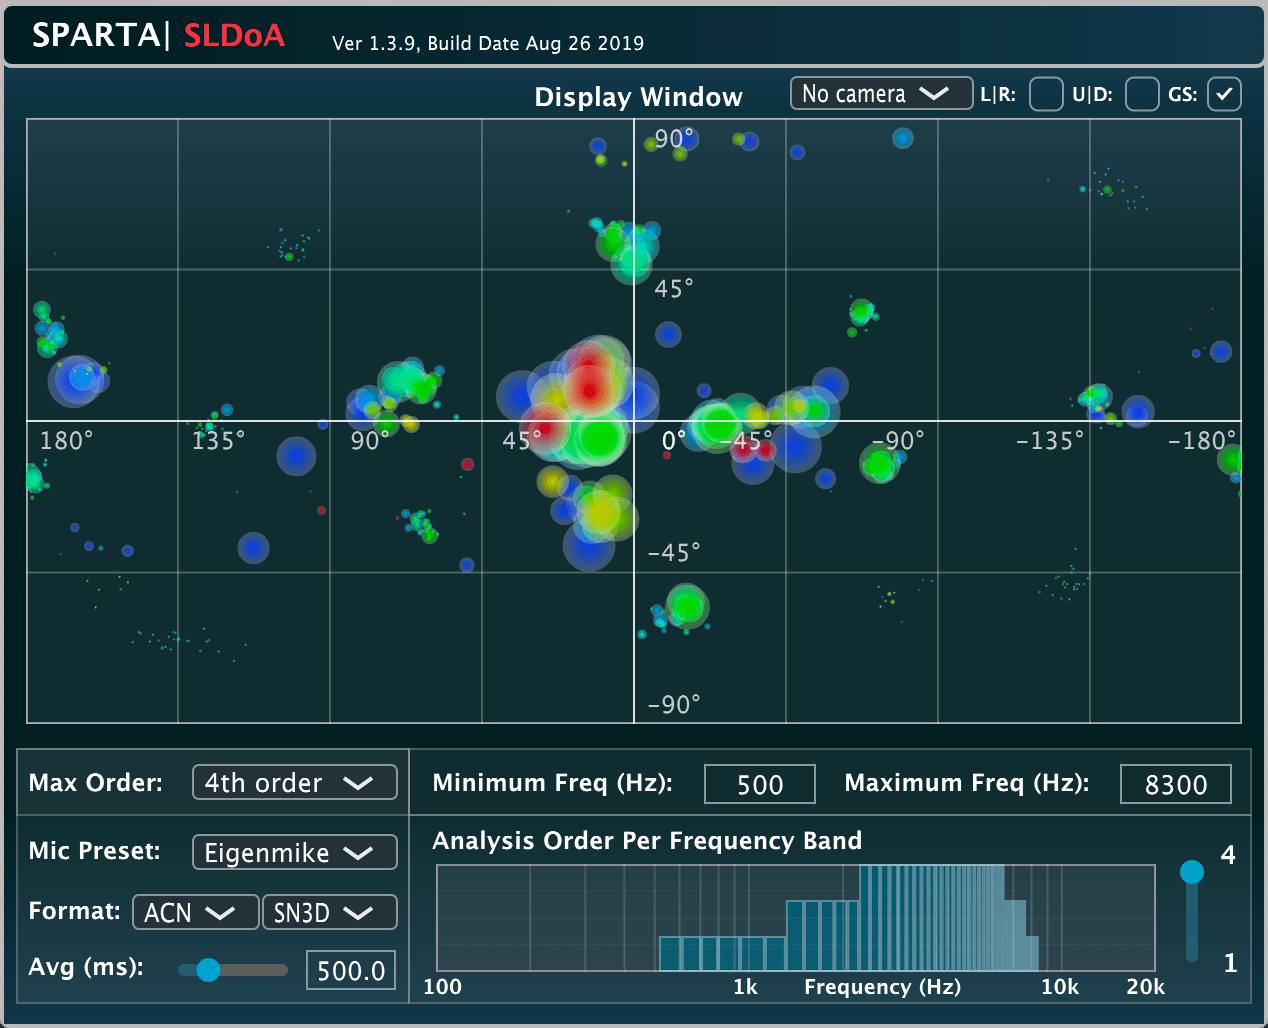 SPARTA| SLDoA Ver 1.3.9, Build Date Aug 26 2019
Display Window No camera L|R: U|D: GS:
90°
45°
180° 135° 90° 45° 0° −45° −90° −135° −180°
−45°
−90°
Max Order: 4th order Minimum Freq (Hz): 500 Maximum Freq (Hz): 8300
Analysis Order Per Frequency Band
Mic Preset: Eigenmike 4
Format: ACN SN3D
Avg (ms): 500.0 1
100 1k Frequency (Hz) 10k 20k